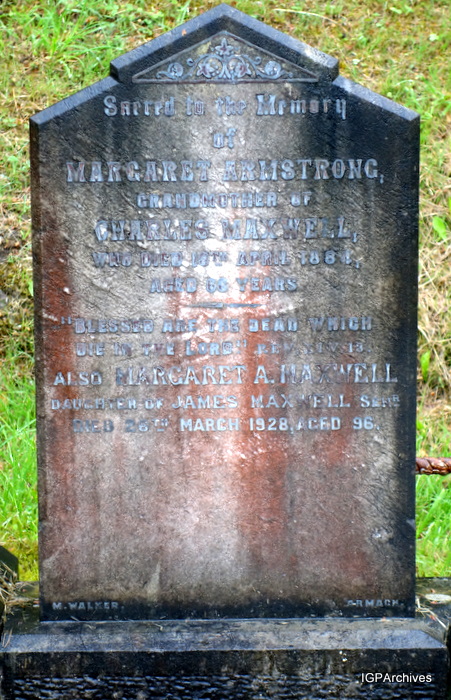 Sacred to the Memory
of
MARGARET ARMSTRONG,
GRANDMOTHER OF
CHARLES MAXWELL,
WHO DIED APRIL 1884,
AGED YEARS
"BLESSED ARE THE DEAD WHICH
DIE IN THE LORD" REV. XIV. 13.
ALSO MARGARET A. MAXWELL
DAUGHTER OF JAMES MAXWELL SENR
DIED 26TH MARCH 1928, AGED 96.
M. WALKER. ARMAGH.
IGPArchives